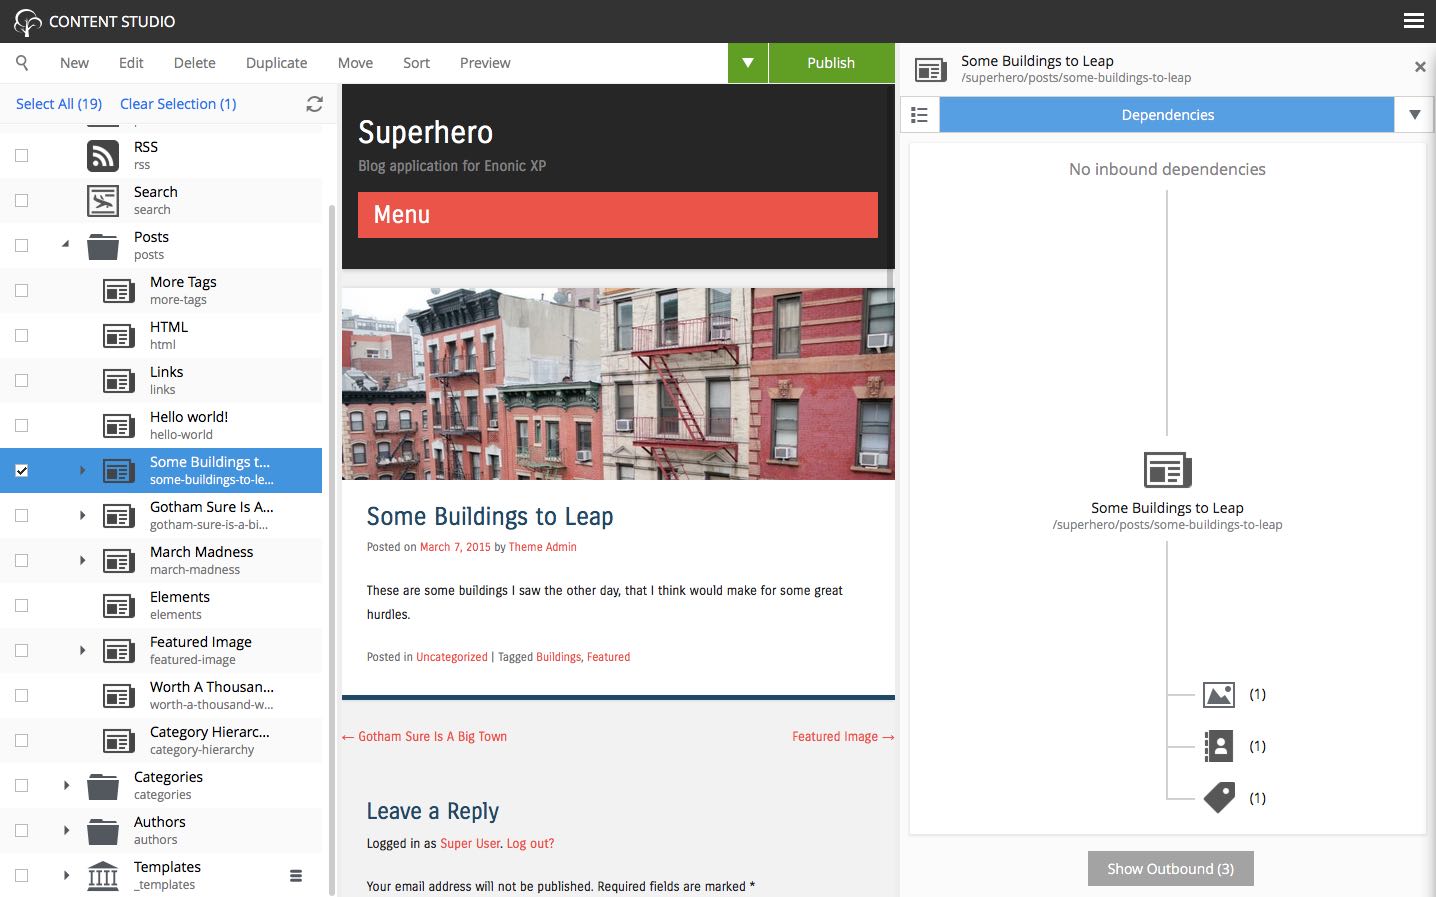 CONTENT STUDIO
New Edit Delete Duplicate Move Sort Preview
Publish
Select All (19) Clear Selection (1)
RSS
rss
Search
search
Posts
posts
More Tags
more-tags
HTML
html
Links
links
Hello world!
hello-world
Some Buildings t...
some-buildings-to-le...
Gotham Sure Is A...
gotham-sure-is-a-bi...
March Madness
march-madness
Elements
elements
Featured Image
featured-image
Worth A Thousan...
worth-a-thousand-w...
Category Hierarc...
category-hierarchy
Categories
categories
Authors
authors
Templates
_templates
Superhero
Blog application for Enonic XP
Menu
Some Buildings to Leap
Posted on March 7, 2015 by Theme Admin
These are some buildings I saw the other day, that I think would make for some great
hurdles.
Posted in Uncategorized | Tagged Buildings, Featured
← Gotham Sure Is A Big Town
Featured Image →
Leave a Reply
Logged in as Super User. Log out?
Your email address will not be published. Required fields are marked *
Some Buildings to Leap
/superhero/posts/some-buildings-to-leap
Dependencies
No inbound dependencies
Some Buildings to Leap
/superhero/posts/some-buildings-to-leap
(1)
(1)
(1)
Show Outbound (3)